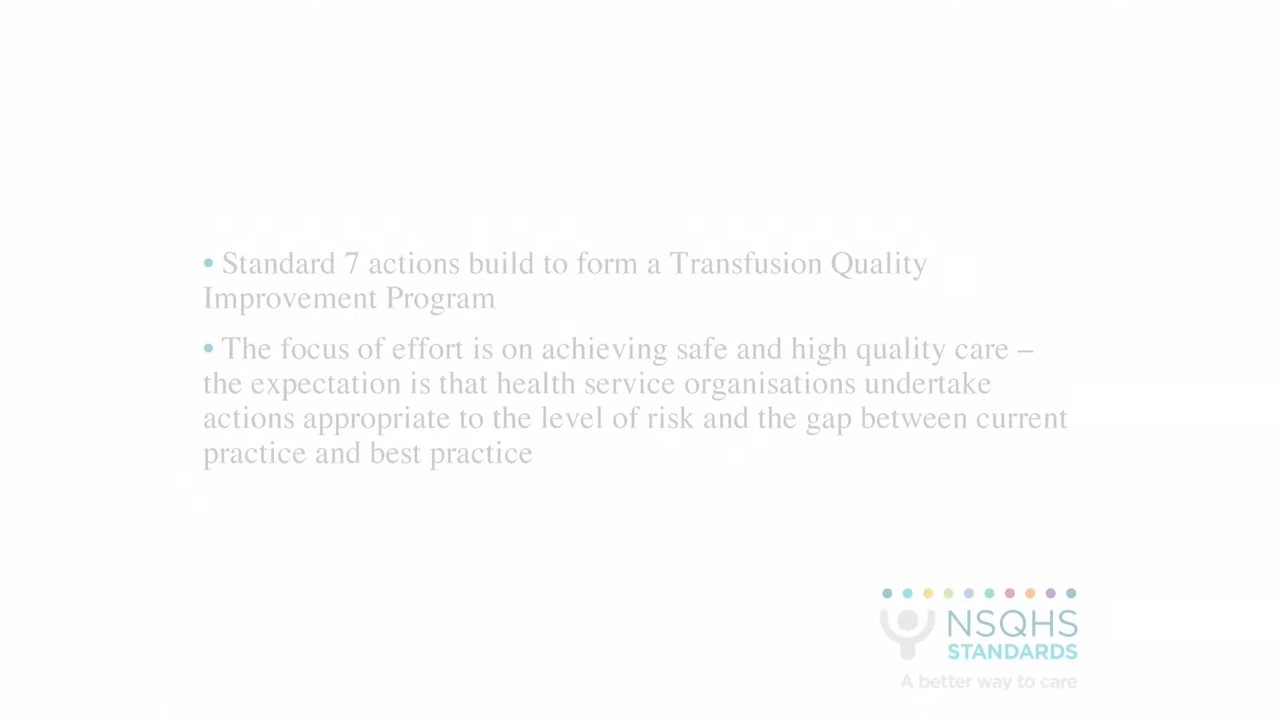 • Standard 7 actions build to form a Transfusion Quality
Improvement Program
• The focus of effort is on achieving safe and high quality care –
the expectation is that health service organisations undertake
actions appropriate to the level of risk and the gap between current
practice and best practice
NSQHS
STANDARDS
A better way to care